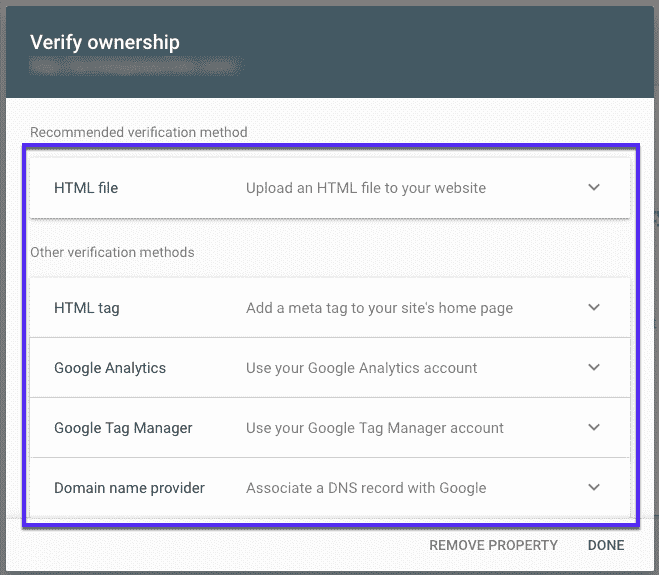 Verify ownership
Recommended verification method
HTML file Upload an HTML file to your website
Other verification methods
HTML tag Add a meta tag to your site's home page
Google Analytics Use your Google Analytics account
Google Tag Manager Use your Google Tag Manager account
Domain name provider Associate a DNS record with Google
REMOVE PROPERTY DONE